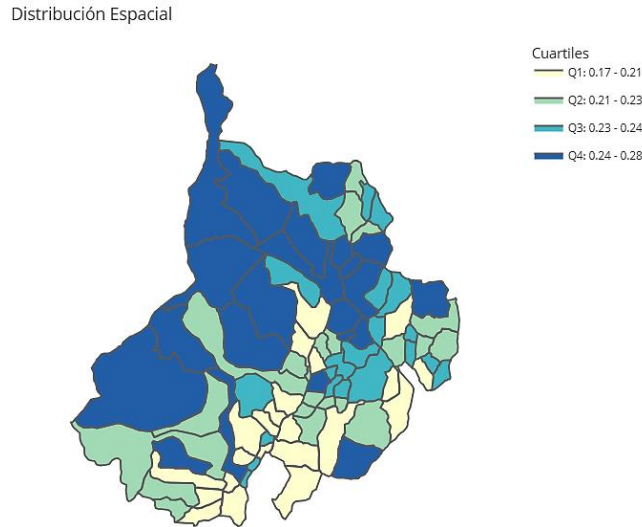 Distribución Espacial
Cuartiles
Q1: 0.17 - 0.21
Q2: 0.21 - 0.23
Q3: 0.23 - 0.24
Q4: 0.24 - 0.28